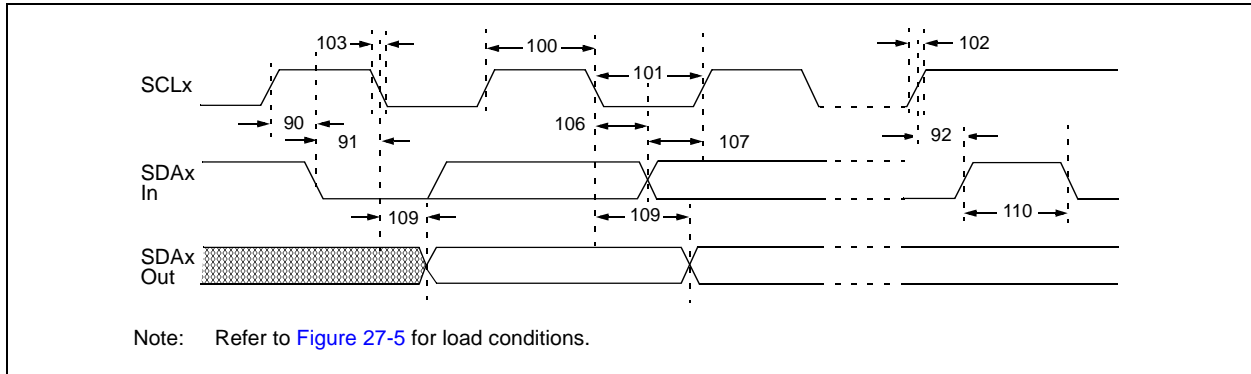 103
100
102
101
SCLx
90
106
91
107
92
SDAx
In
109
109
110
SDAx
Out
Note: Refer to Figure 27-5 for load conditions.